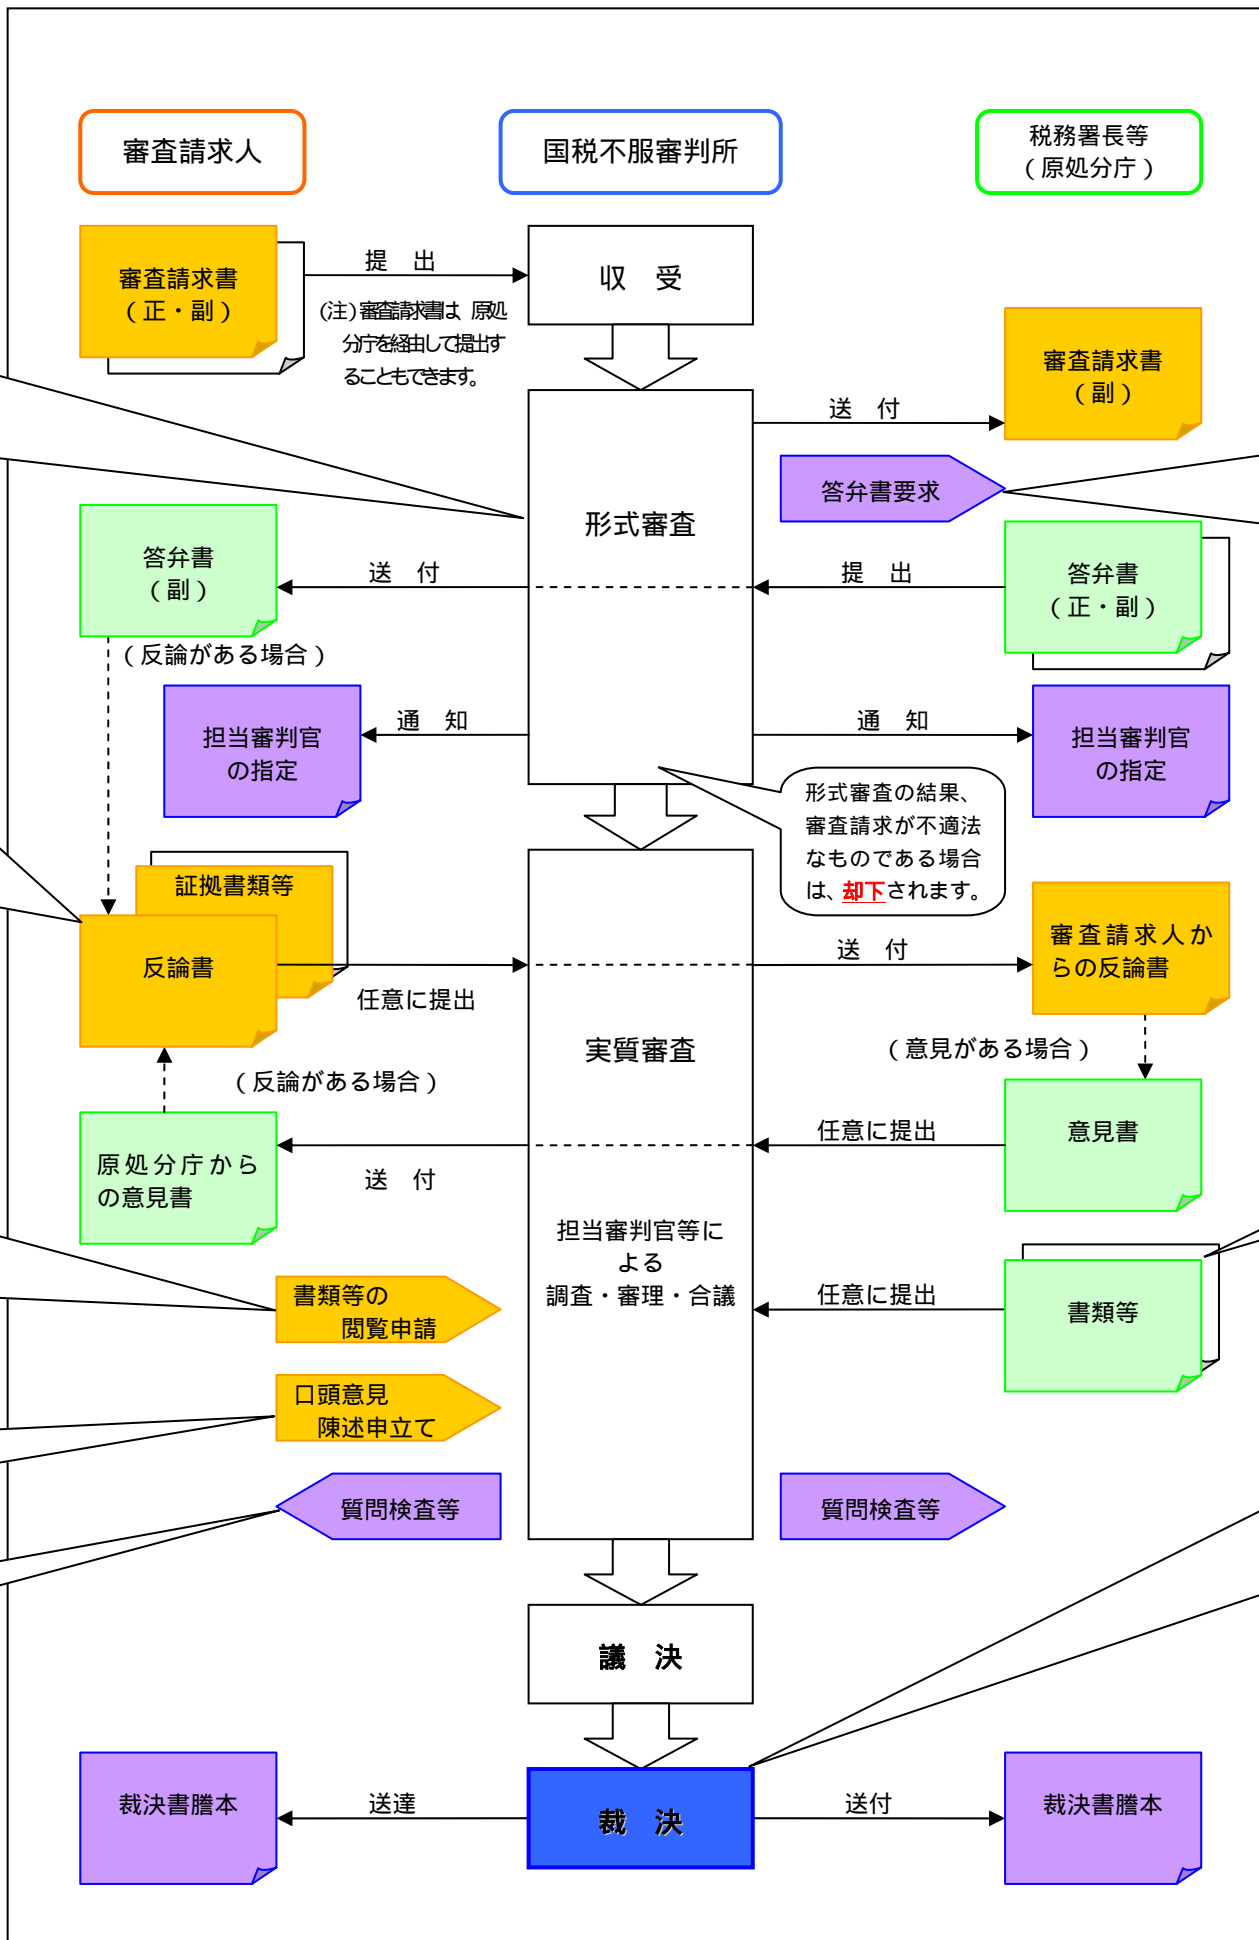 審査請求人
国税不服審判所
税務署長等
（原処分庁）
審査請求書
（正・副）
提　出
(注)審査請求書は、原処
分庁を経由して提出す
ることもできます。
収　受
審査請求書
（副）
送　付
答弁書要求
形式審査
答弁書
（副）
送　付
提　出
答弁書
（正・副）
（反論がある場合）
担当審判官
の指定
通　知
通　知
担当審判官
の指定
形式審査の結果、
審査請求が不適法
なものである場合
は、却下されます。
証拠書類等
反論書
任意に提出
送　付
審査請求人か
らの反論書
実質審査
（反論がある場合）
（意見がある場合）
原処分庁から
の意見書
送　付
任意に提出
意見書
担当審判官等に
よる
調査・審理・合議
書類等の
閲覧申請
任意に提出
書類等
口頭意見
陳述申立て
質問検査等
質問検査等
議　決
裁決書謄本
送達
裁　決
送付
裁決書謄本